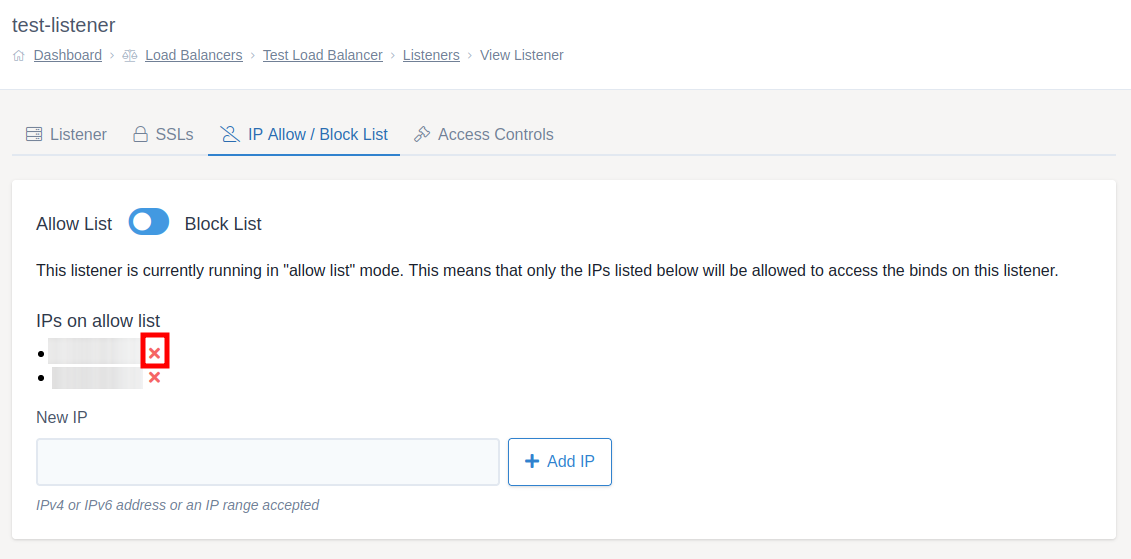 test-listener
Dashboard › Load Balancers › Test Load Balancer › Listeners › View Listener
Listener SSLs IP Allow / Block List Access Controls
Allow List Block List
This listener is currently running in "allow list" mode. This means that only the IPs listed below will be allowed to access the binds on this listener.
IPs on allow list
New IP
Add IP
IPv4 or IPv6 address or an IP range accepted